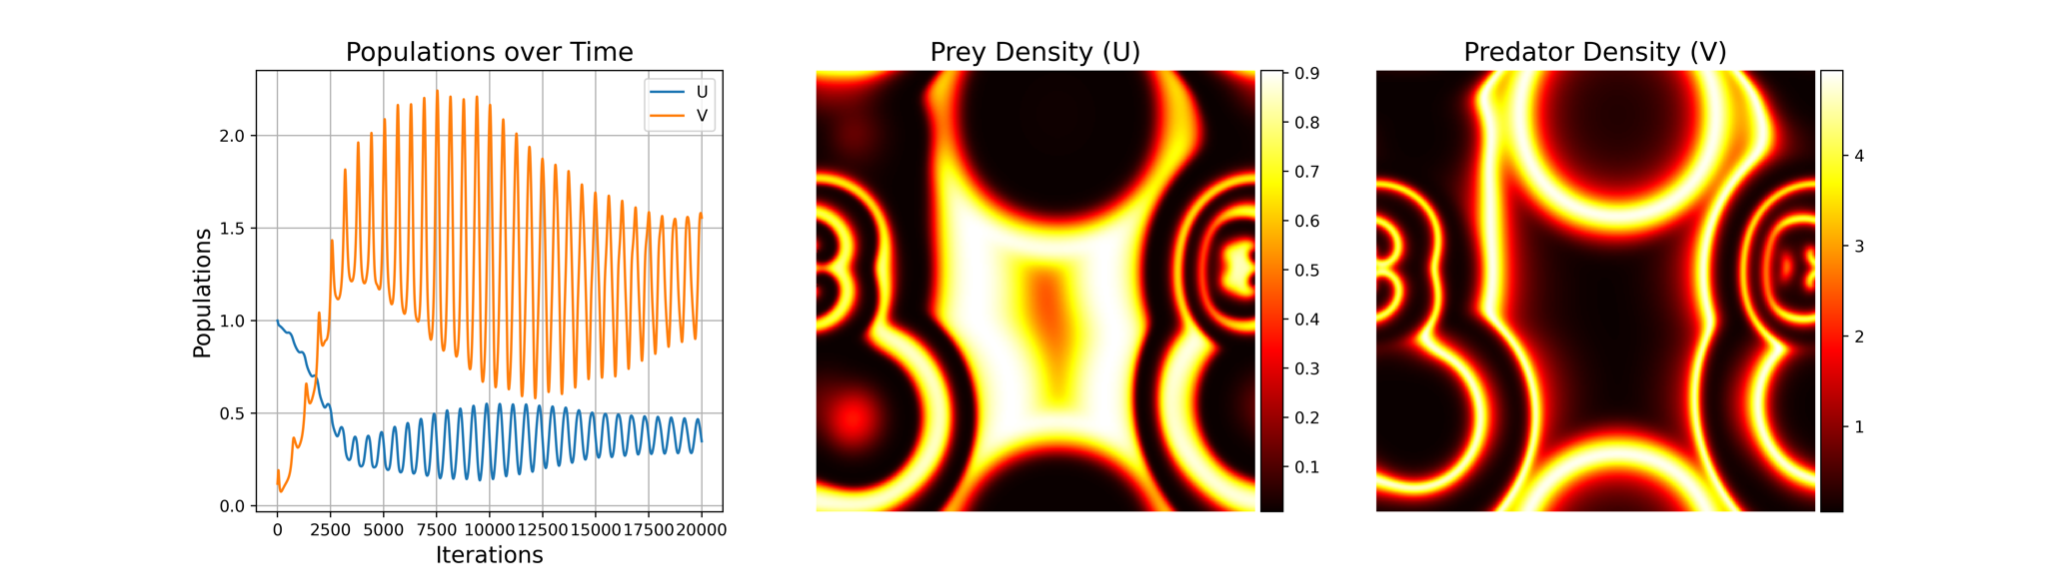 Populations over Time
Prey Density (U)
Predator Density (V)
U
V
2.0
1.5
1.0
0.5
0.0
Populations
0 2500 5000 7500 10000 12500 15000 17500 20000
Iterations
0.9
0.8
0.7
0.6
0.5
0.4
0.3
0.2
0.1
4
3
2
1